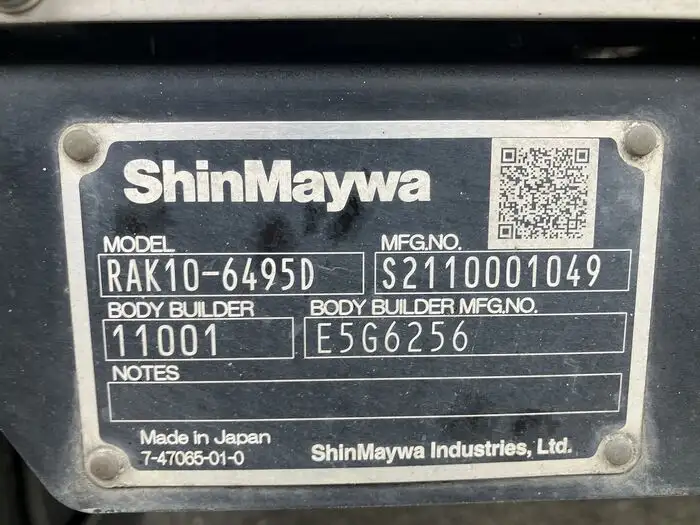 ShinMaywa
MODEL MFG.NO.
RAK10-6495D S2110001049
BODY BUILDER BODY BUILDER MFG.NO.
11001 E5G6256
NOTES
Made in Japan
7-47065-01-0 ShinMaywa Industries, Ltd.